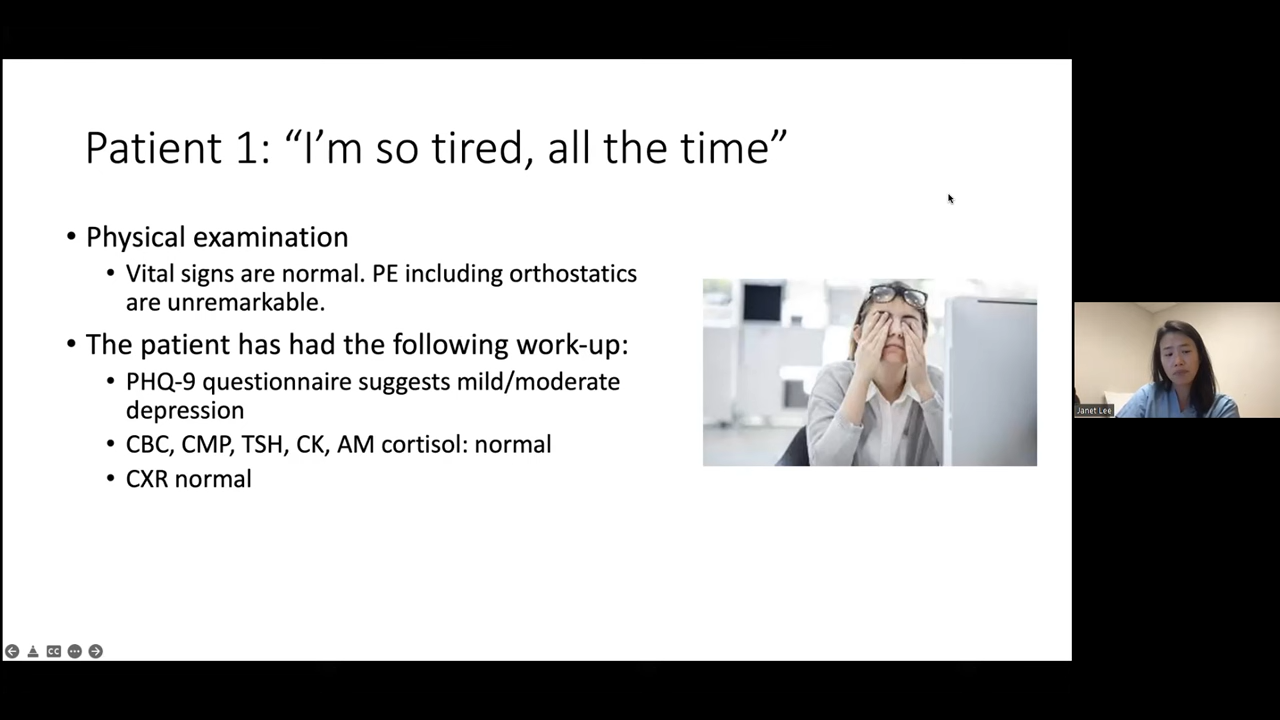 Patient 1: “I’m so tired, all the time”
• Physical examination
• Vital signs are normal. PE including orthostatics
are unremarkable.
• The patient has had the following work-up:
• PHQ-9 questionnaire suggests mild/moderate
depression
• CBC, CMP, TSH, CK, AM cortisol: normal
• CXR normal
Janet Lee
CC